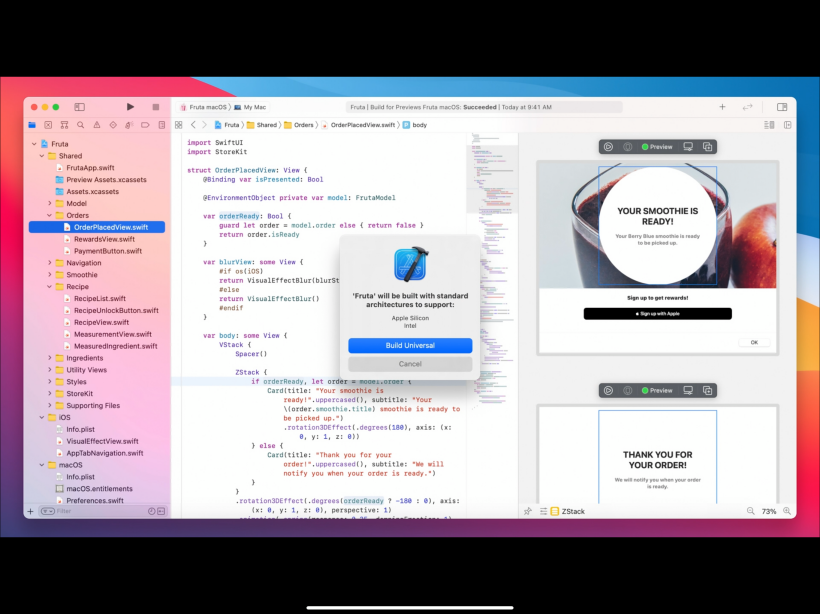 Fruta macOS
My Mac
Fruta | Build for Previews Fruta macOS: Succeeded | Today at 9:41 AM
Fruta
Shared
Orders
OrderPlacedView.swift
body
Fruta
Shared
FrutaApp.swift
Preview Assets.xcassets
Assets.xcassets
Model
Orders
OrderPlacedView.swift
RewardsView.swift
PaymentButton.swift
Navigation
Smoothie
Recipe
RecipeList.swift
RecipeUnlockButton.swift
RecipeView.swift
MeasurementView.swift
MeasuredIngredient.swift
Ingredients
Utility Views
Styles
StoreKit
Supporting Files
iOS
Info.plist
VisualEffectView.swift
AppTabNavigation.swift
macOS
Info.plist
macOS.entitlements
Preferences.swift
Filter
import SwiftUI
import StoreKit
struct OrderPlacedView: View {
@Binding var isPresented: Bool
@EnvironmentObject private var model: FrutaModel
var orderReady: Bool {
guard let order = model.order else { return false }
return order.isReady
}
var blurView: some View {
#if os(iOS)
return VisualEffectBlur(blurSt
#else
return VisualEffectBlur()
#endif
}
var body: some View {
VStack {
Spacer()
ZStack {
if orderReady, let order = model.order {
Card(title: "Your smoothie is
ready!".uppercased(), subtitle: "Your
\(order.smoothie.title) smoothie is ready to
be picked up.")
.rotation3DEffect(.degrees(180), axis: (x:
0, y: 1, z: 0))
} else {
Card(title: "Thank you for your
order!".uppercased(), subtitle: "We will
notify you when your order is ready.")
}
}
.rotation3DEffect(.degrees(orderReady ? -180 : 0), axis:
(x: 0, y: 1, z: 0), perspective: 1)
'Fruta' will be built with standard
architectures to support:
Apple Silicon
Intel
Build Universal
Cancel
Preview
YOUR SMOOTHIE IS
READY!
Your Berry Blue smoothie is ready
to be picked up.
Sign up to get rewards!
Sign up with Apple
OK
Preview
THANK YOU FOR
YOUR ORDER!
We will notify you when your order
is ready.
ZStack
73%